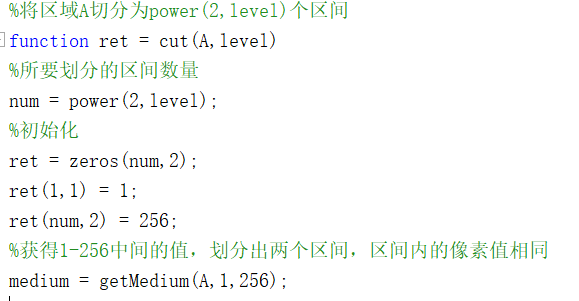 %将区域A切分为power(2,level)个区间
function ret = cut(A,level)
%所要划分的区间数量
num = power(2,level);
%初始化
ret = zeros(num,2);
ret(1,1) = 1;
ret(num,2) = 256;
%获得1-256中间的值，划分出两个区间，区间内的像素值相同
medium = getMedium(A,1,256);